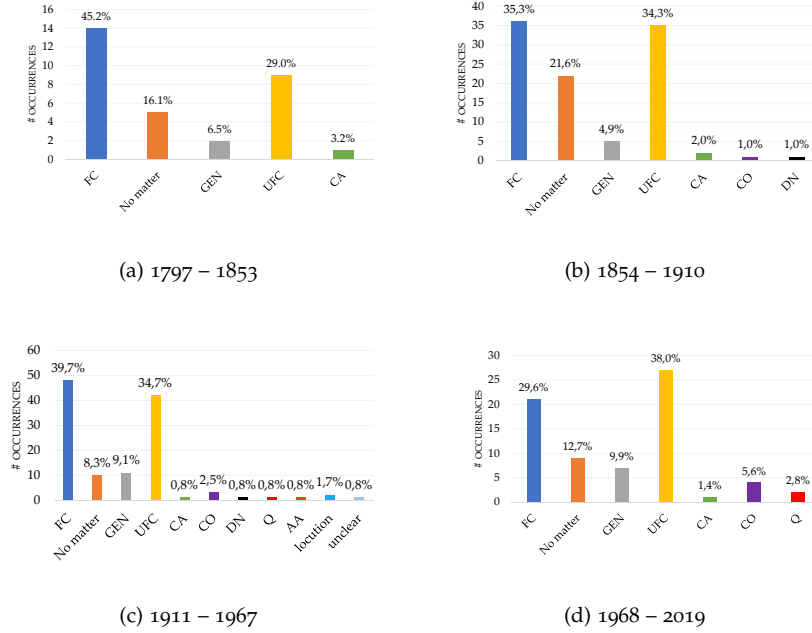 # OCCURRENCES
16
14
12
10
8
6
4
2
0
45.2%
16.1%
6.5%
29.0%
3.2%
FC
No matter
GEN
UFC
CA
(a) 1797 – 1853
# OCCURRENCES
40
35
30
25
20
15
10
5
0
35,3%
21,6%
4,9%
34,3%
2,0%
1,0%
1,0%
FC
No matter
GEN
UFC
CA
CO
DN
(b) 1854 – 1910
# OCCURRENCES
60
50
40
30
20
10
0
39,7%
8,3%
9,1%
34,7%
0,8%
2,5%
0,8%
0,8%
0,8%
1,7%
0,8%
FC
No matter
GEN
UFC
CA
CO
DN
Q
AA
locution
unclear
(c) 1911 – 1967
# OCCURRENCES
30
25
20
15
10
5
0
29,6%
12,7%
9,9%
38,0%
1,4%
5,6%
2,8%
FC
No matter
GEN
UFC
CA
CO
Q
(d) 1968 – 2019